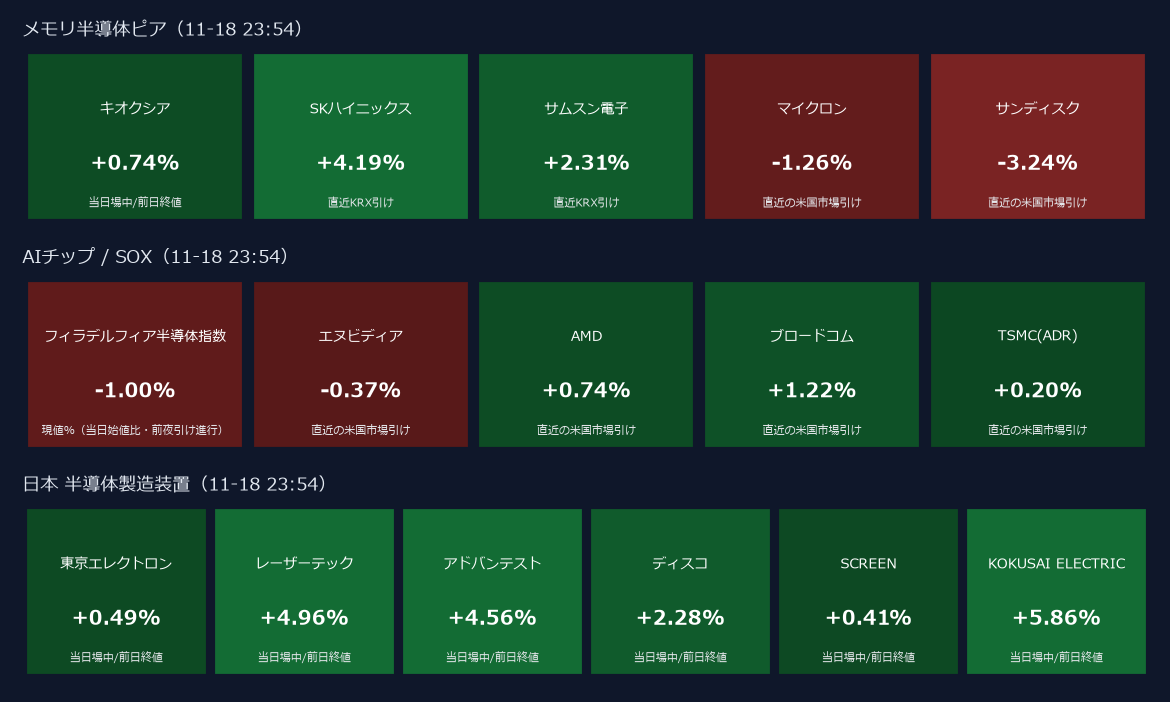 メモリ半導体ピア（11-18 23:54）
キオクシア
+0.74%
当日場中/前日終値
SKハイニックス
+4.19%
直近KRX引け
サムスン電子
+2.31%
直近KRX引け
マイクロン
-1.26%
直近の米国市場引け
サンディスク
-3.24%
直近の米国市場引け
AIチップ / SOX（11-18 23:54）
フィラデルフィア半導体指数
-1.00%
現値%（当日始値比・前夜引け進行）
エヌビディア
-0.37%
直近の米国市場引け
AMD
+0.74%
直近の米国市場引け
ブロードコム
+1.22%
直近の米国市場引け
TSMC(ADR)
+0.20%
直近の米国市場引け
日本 半導体製造装置（11-18 23:54）
東京エレクトロン
+0.49%
当日場中/前日終値
レーザーテック
+4.96%
当日場中/前日終値
アドバンテスト
+4.56%
当日場中/前日終値
ディスコ
+2.28%
当日場中/前日終値
SCREEN
+0.41%
当日場中/前日終値
KOKUSAI ELECTRIC
+5.86%
当日場中/前日終値